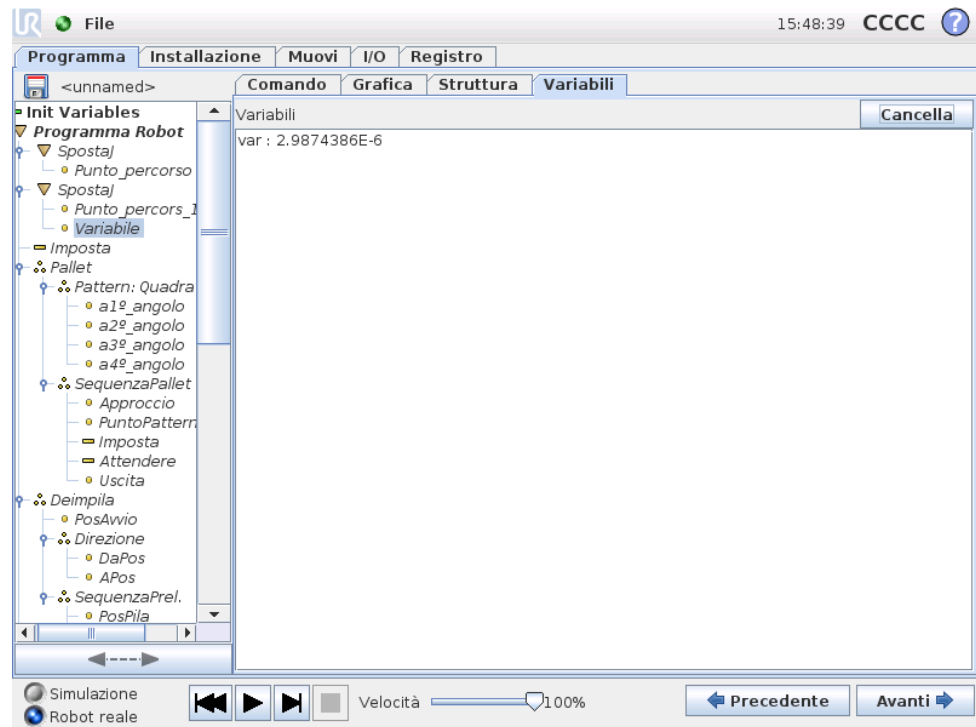 UR File 15:48:39 CCCC ?
Programma Installazione Muovi I/O Registro
<unnamed>
Comando Grafica Struttura Variabili
Init Variables
Programma Robot
SpostaJ
Punto_percorso
SpostaJ
Punto_percors_1
Variabile
Imposta
Pallet
Pattern: Quadra
a1º_angolo
a2º_angolo
a3º_angolo
a4º_angolo
SequenzaPallet
Approccio
PuntoPattern
Imposta
Attendere
Uscita
Deimpila
PosAvvio
Direzione
DaPos
APos
SequenzaPrel.
PosPila
Variabili Cancella
var : 2.9874386E-6
Simulazione
Robot reale
Velocità 100%
Precedente Avanti